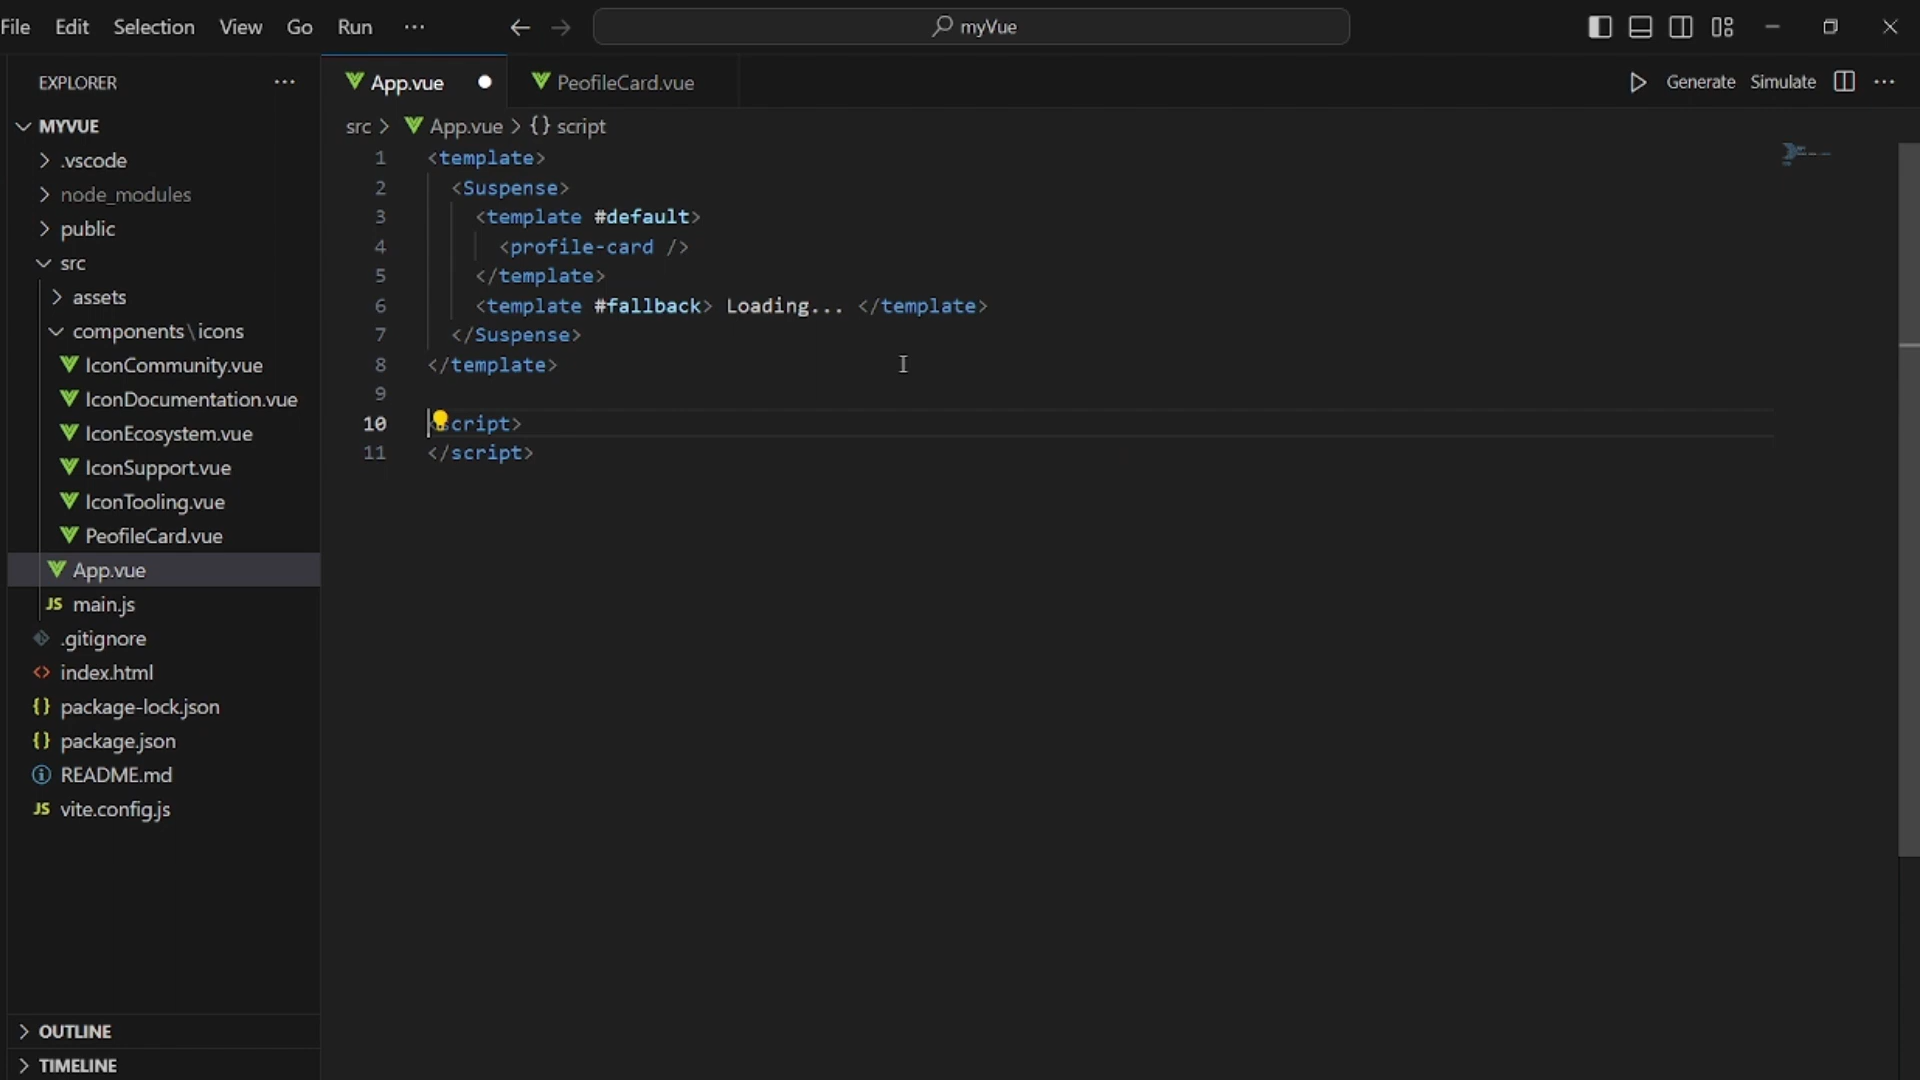 File Edit Selection View Go Run ··· myVue
EXPLORER ···
App.vue PeofileCard.vue Generate Simulate ···
MYVUE
.vscode
node_modules
public
src
assets
components\icons
IconCommunity.vue
IconDocumentation.vue
IconEcosystem.vue
IconSupport.vue
IconTooling.vue
PeofileCard.vue
App.vue
JS main.js
.gitignore
<> index.html
{} package-lock.json
{} package.json
README.md
JS vite.config.js
OUTLINE
TIMELINE
src > App.vue > {} script
1 <template>
2 <Suspense>
3 <template #default>
4 <profile-card />
5 </template>
6 <template #fallback> Loading... </template>
7 </Suspense>
8 </template>
9
10 cript>
11 </script>